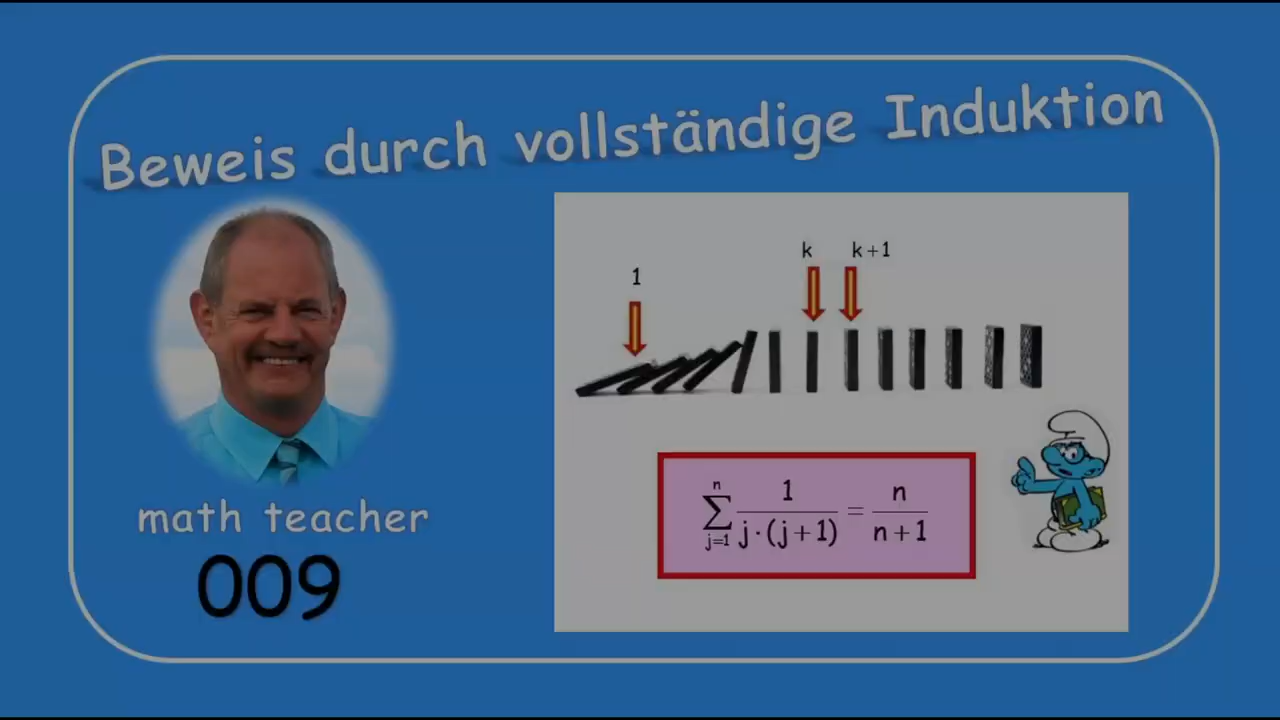 Beweis durch vollständige Induktion
1
k
k+1
n
∑ 1/(j·(j+1)) = n/(n+1)
j=1
math teacher
009